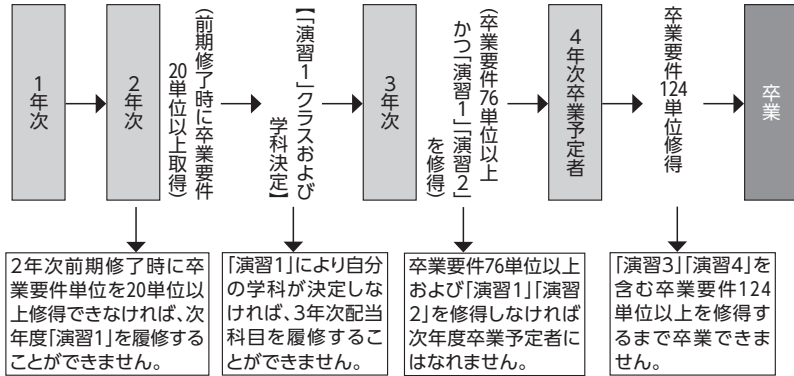 1年次
2年次
(前期修了時に卒業要件
20単位以上取得)
【「演習1」クラスおよび
学科決定】
3年次
(卒業要件76単位以上
かつ「演習1」「演習2」
を修得)
4年次卒業予定者
卒業要件
124
単位修得
卒業
2年次前期修了時に卒
業要件単位を20単位以
上修得できなければ、次
年度「演習1」を履修する
ことができません。
「演習1」により自分
の学科が決定しな
ければ、3年次配当
科目を履修するこ
とができません。
卒業要件76単位以上
および「演習1」「演習
2」を修得しなければ
次年度卒業予定者に
はなれません。
「演習3」「演習4」を
含む卒業要件124
単位以上を修得す
るまで卒業できま
せん。